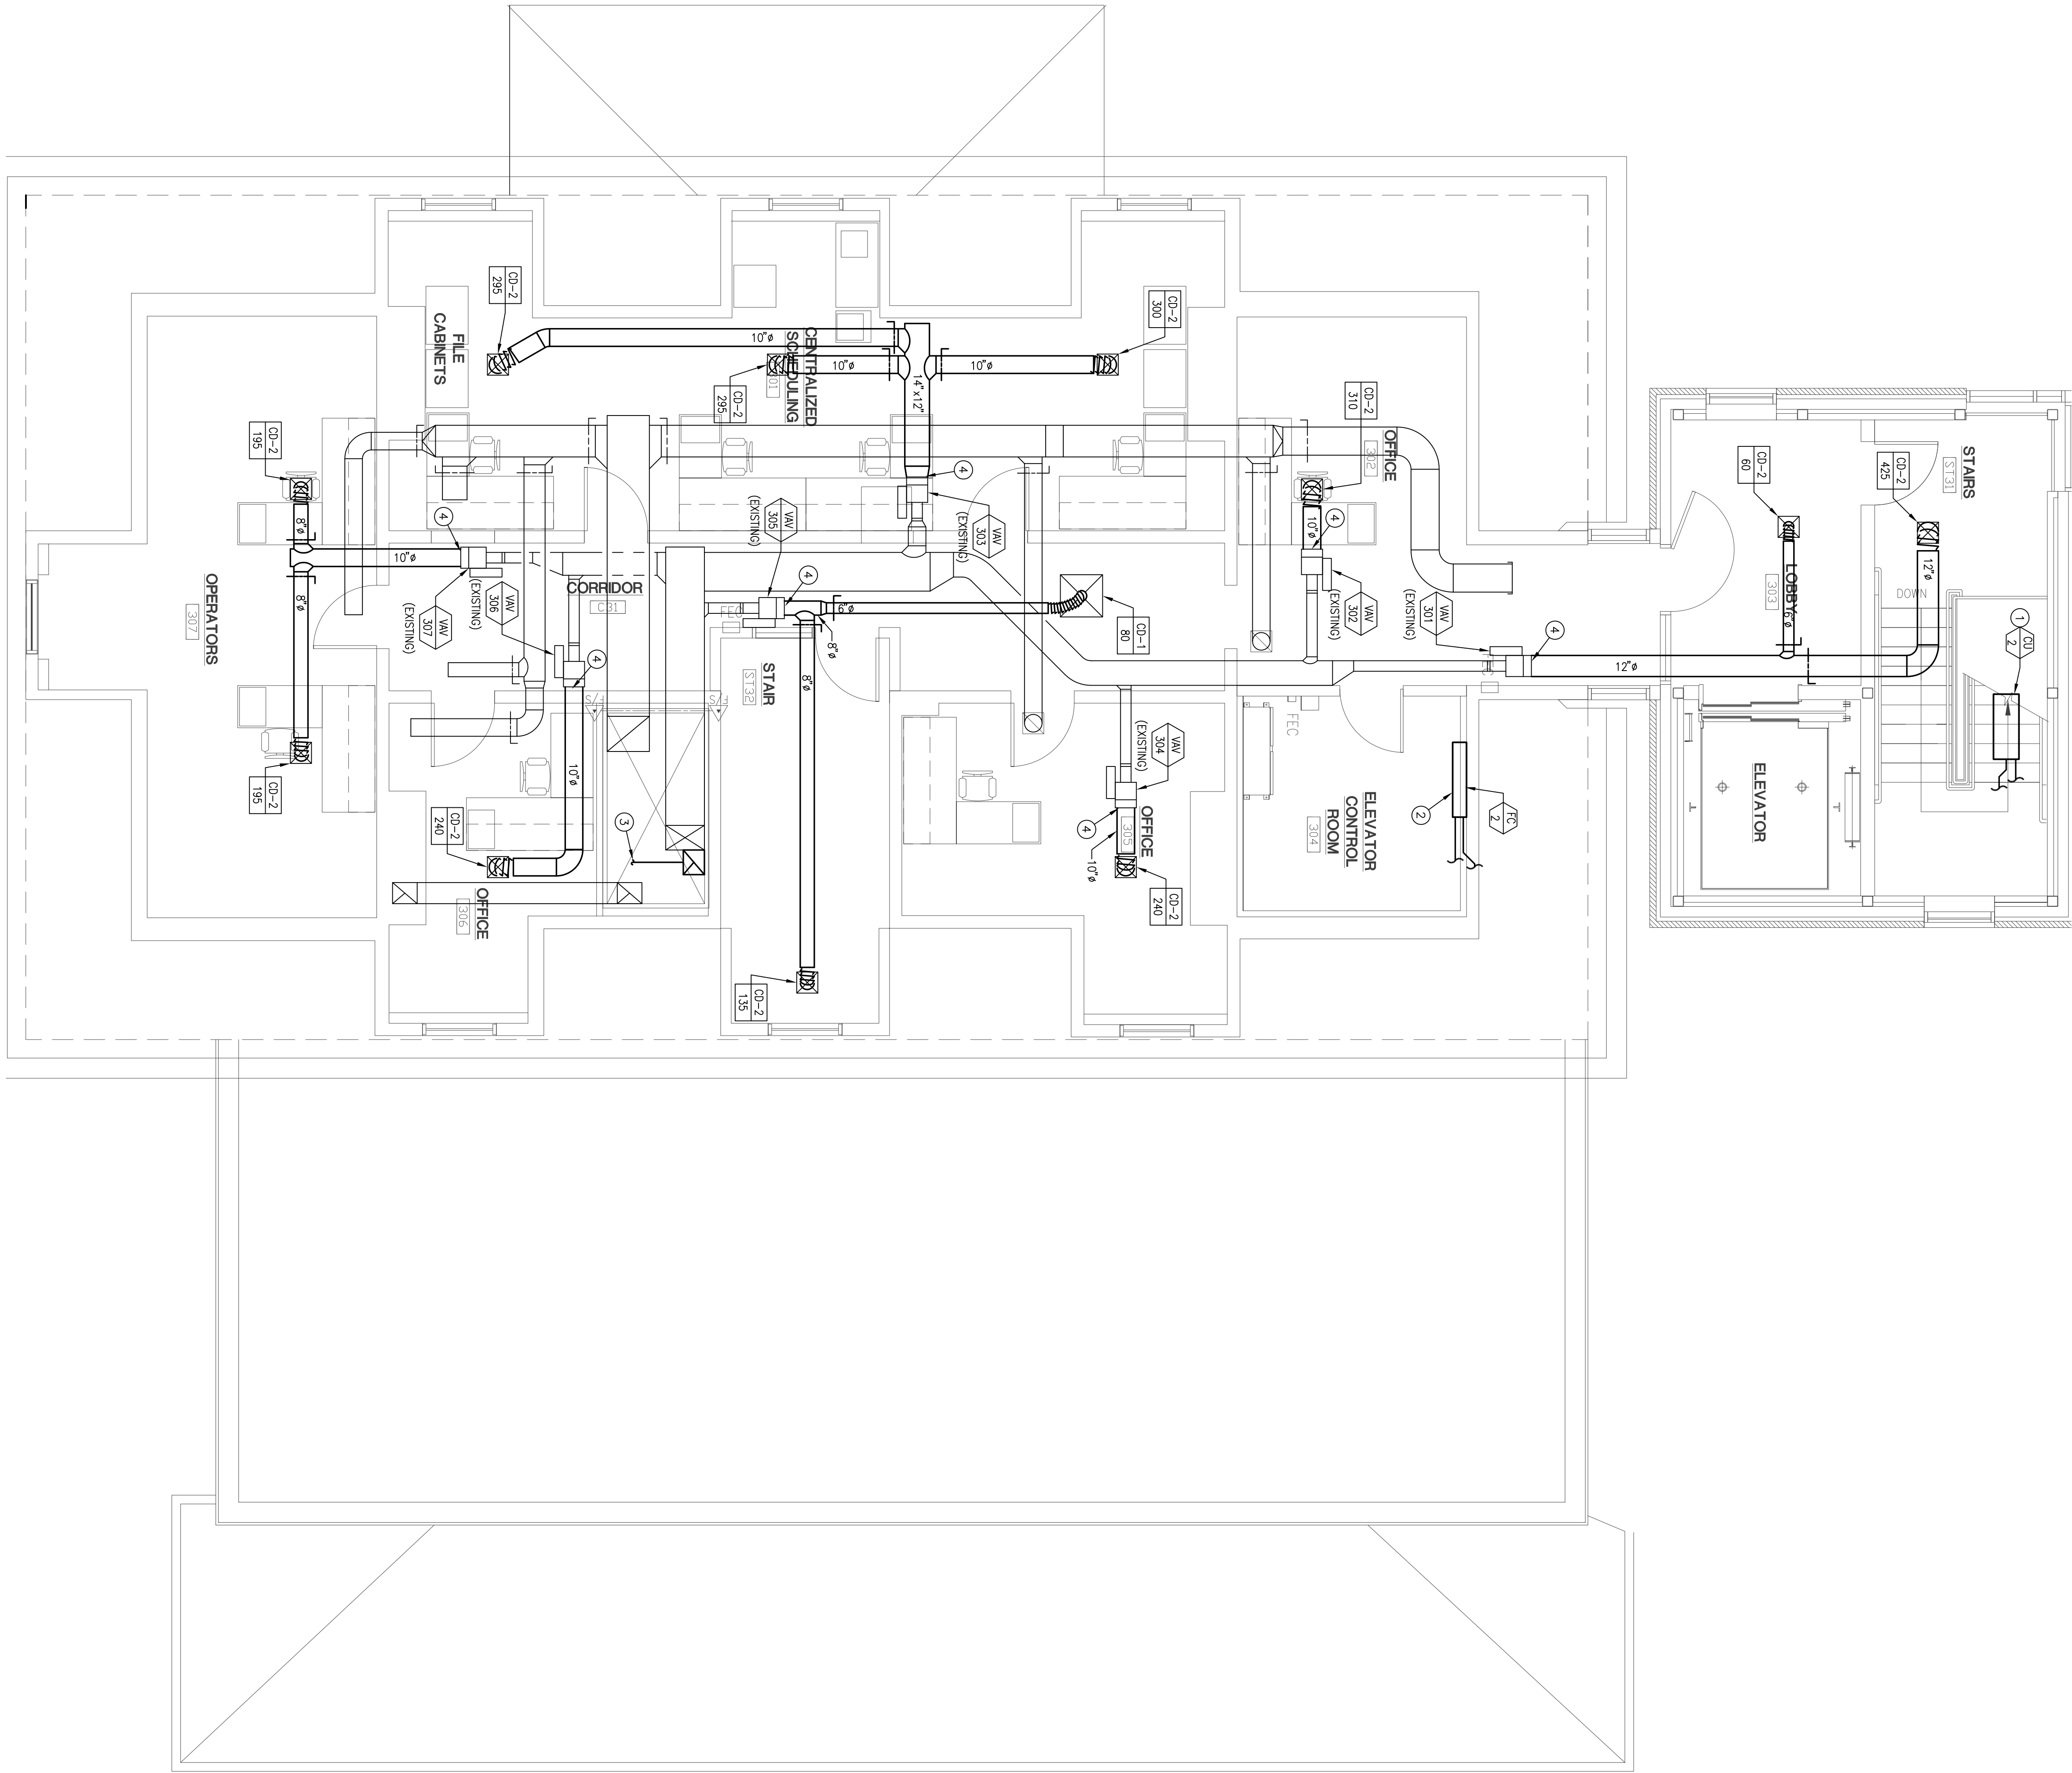 STAIRS
ST31
CD-2
425
12"ø
DOWN
1
CU
2
CD-2
60
LOBBY
303
6"ø
ELEVATOR
12"ø
4
VAV
301
(EXISTING)
FC
2
2
OFFICE
302
CD-2
310
10"ø
4
VAV
302
(EXISTING)
ELEVATOR
CONTROL
ROOM
304
FEC
CD-2
300
10"ø
14"x12"
4
VAV
303
(EXISTING)
CD-1
80
VAV
304
(EXISTING)
4
OFFICE
305
10"ø
CD-2
240
CENTRALIZED
SCHEDULING
10"ø
10"ø
CD-2
295
VAV
305
(EXISTING)
4
6"ø
8"ø
8"ø
FEC
STAIR
ST32
F/S
F/S
CD-2
135
FILE
CABINETS
CD-2
295
CORRIDOR
C31
VAV
306
(EXISTING)
4
10"ø
3
CD-2
240
OFFICE
306
VAV
307
(EXISTING)
4
10"ø
8"ø
8"ø
CD-2
195
CD-2
195
OPERATORS
307